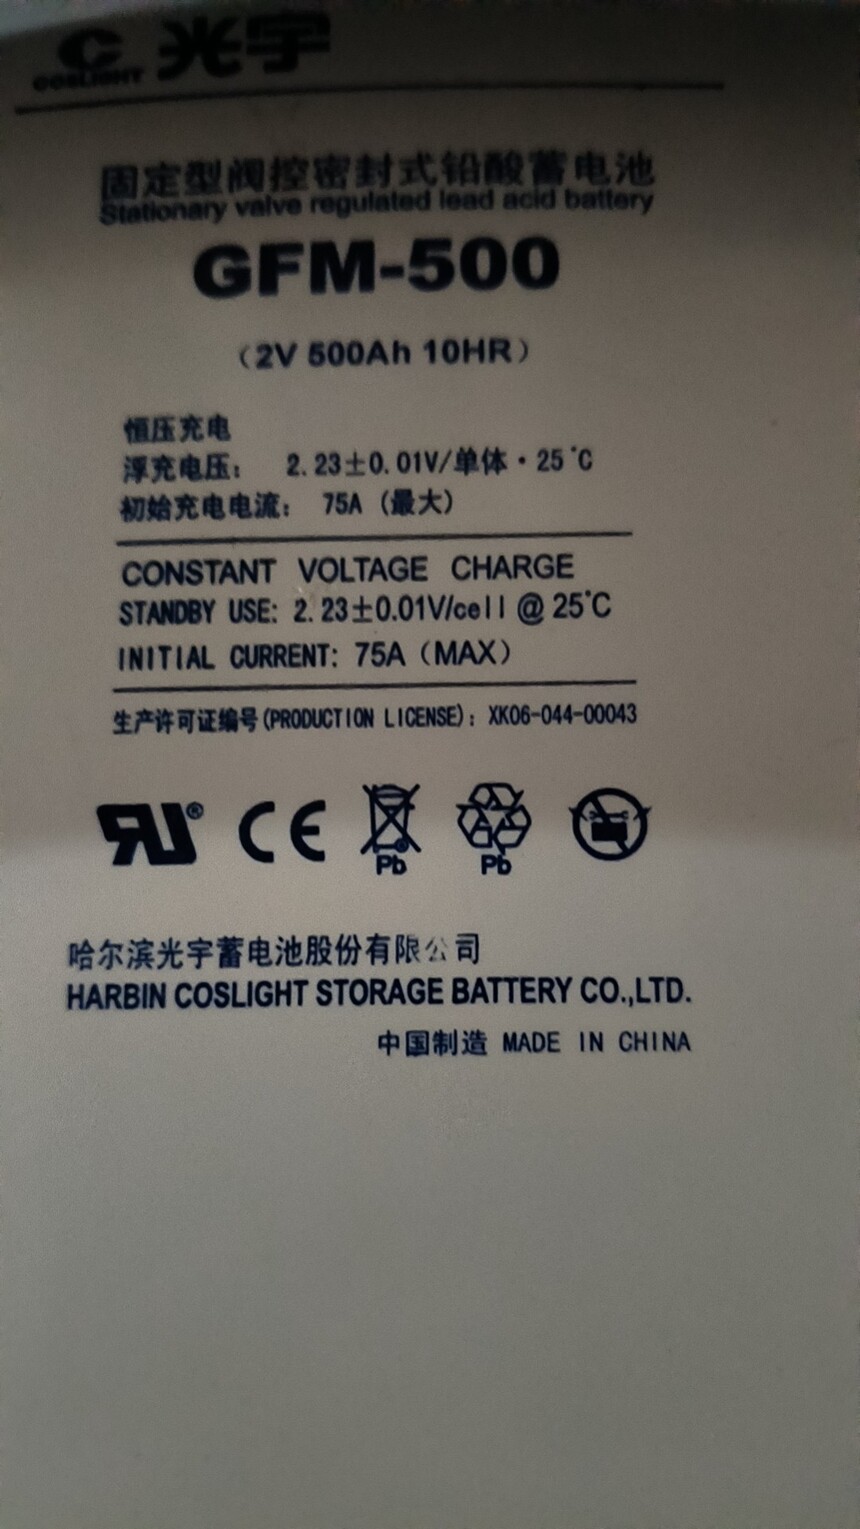 COSLIGHT 光宇
固定型阀控密封式铅酸蓄电池
Stationary valve regulated lead acid battery
GFM-500
（2V 500Ah 10HR）
恒压充电
浮充电压： 2.23±0.01V/单体·25℃
初始充电电流： 75A (最大)
CONSTANT VOLTAGE CHARGE
STANDBY USE: 2.23±0.01V/cell @ 25℃
INITIAL CURRENT: 75A（MAX）
生产许可证编号(PRODUCTION LICENSE): XK06-044-00043
RU® CE
Pb Pb
哈尔滨光宇蓄电池股份有限公司
HARBIN COSLIGHT STORAGE BATTERY CO.,LTD.
中国制造 MADE IN CHINA